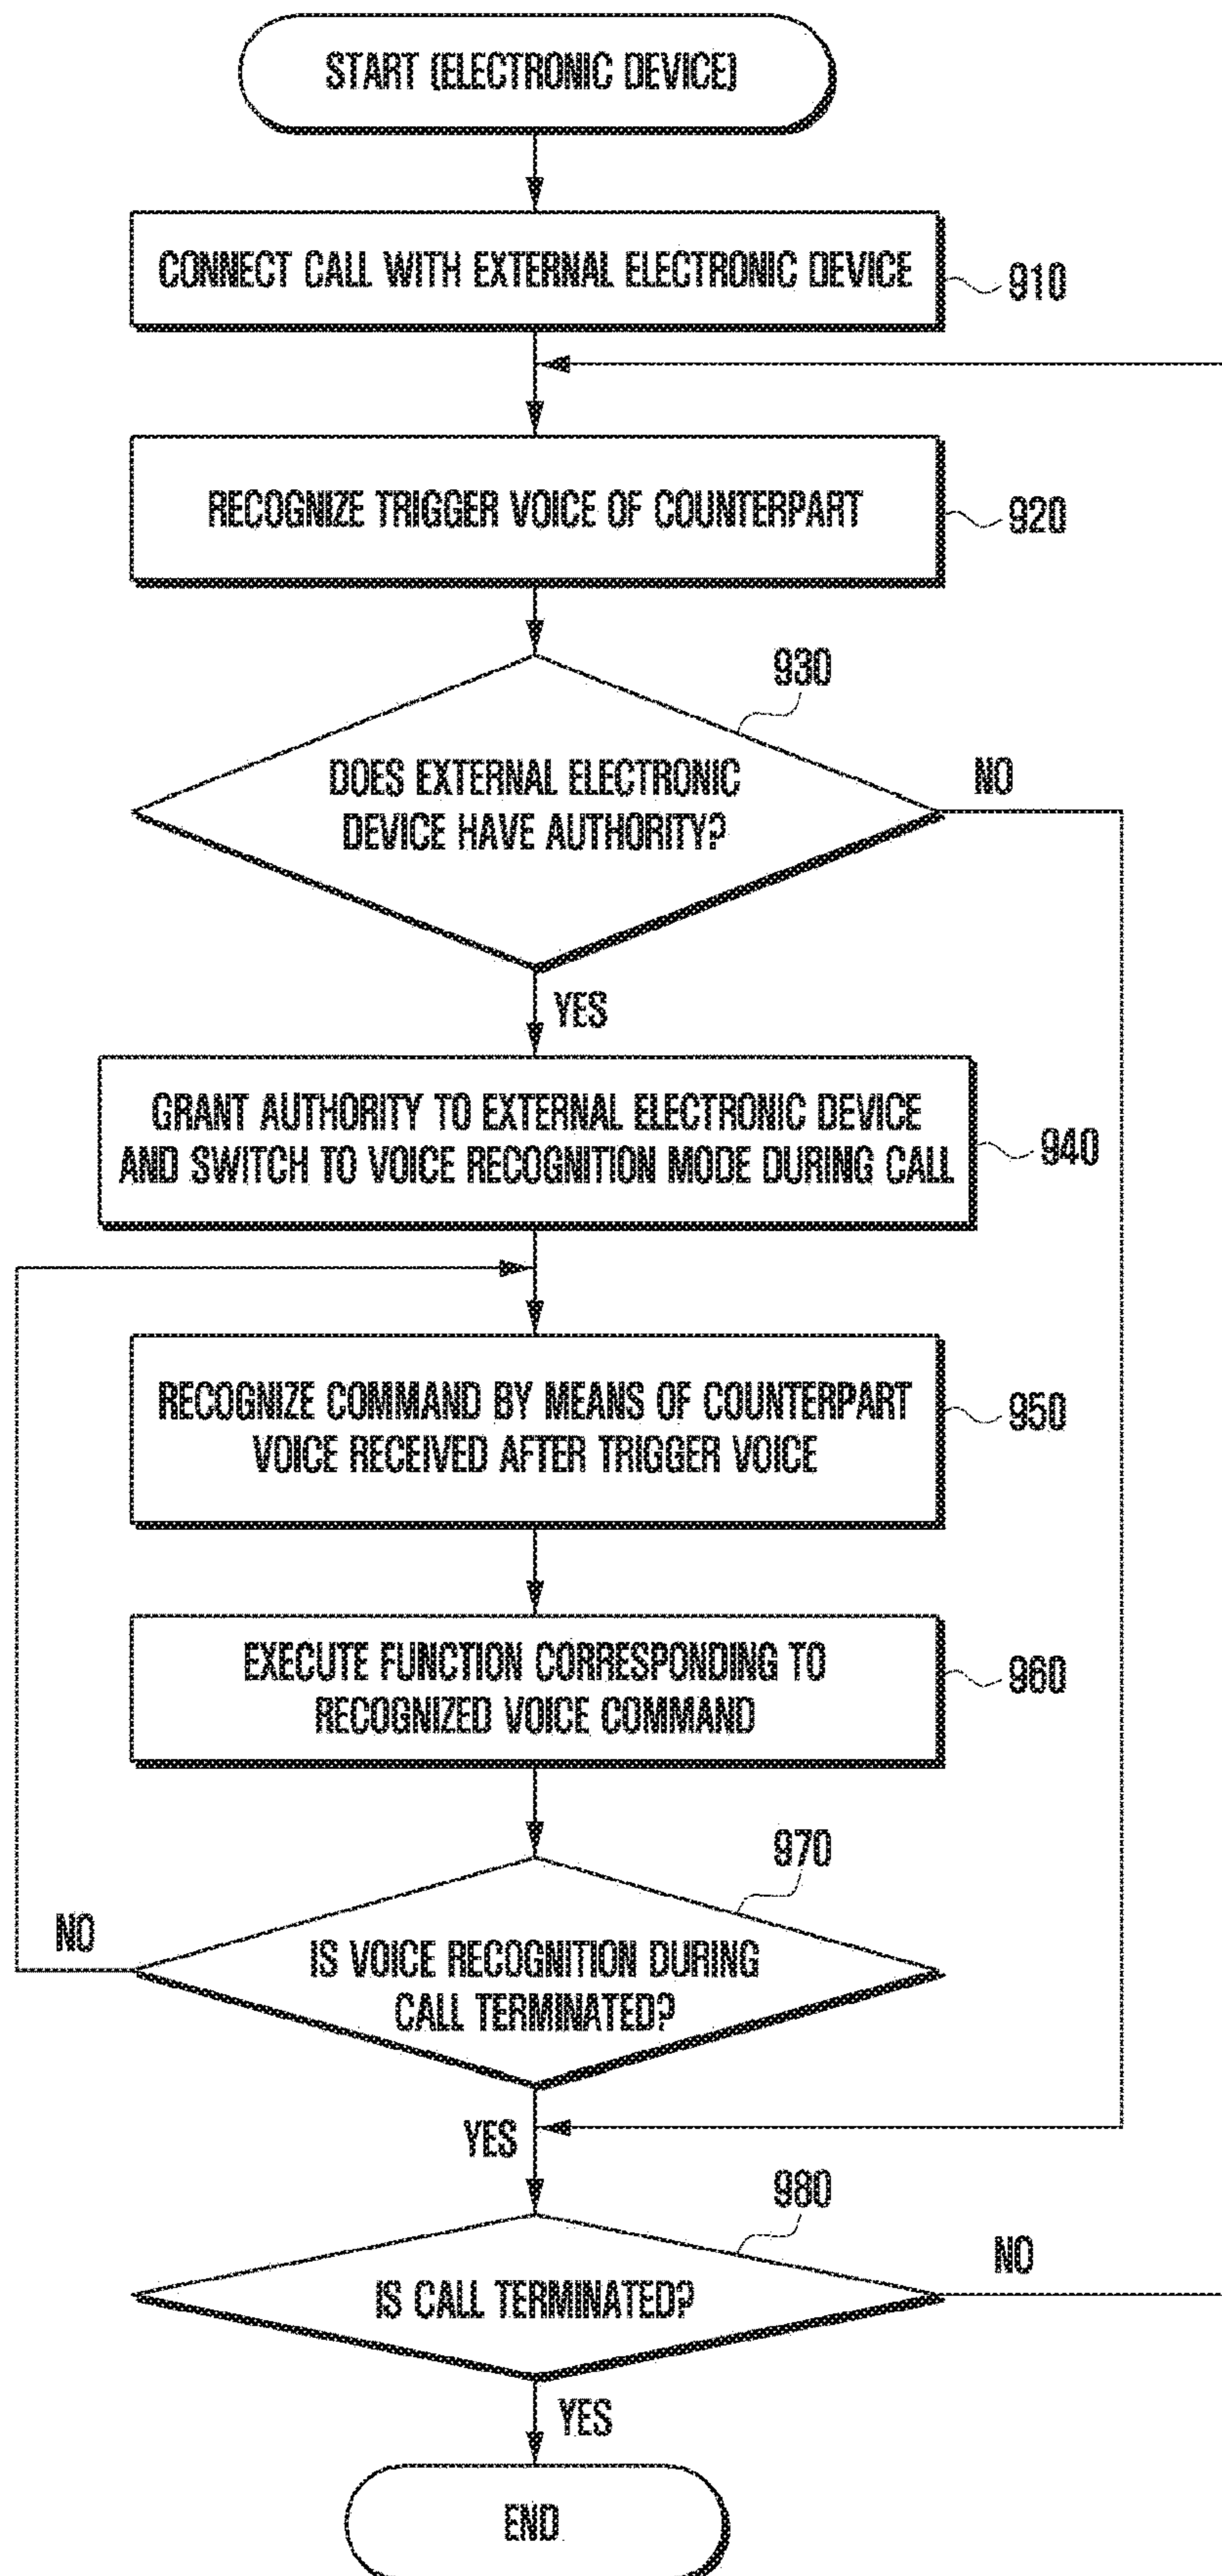 START (ELECTRONIC DEVICE)
CONNECT CALL WITH EXTERNAL ELECTRONIC DEVICE
910
RECOGNIZE TRIGGER VOICE OF COUNTERPART
920
930
DOES EXTERNAL ELECTRONIC
DEVICE HAVE AUTHORITY?
NO
YES
GRANT AUTHORITY TO EXTERNAL ELECTRONIC DEVICE
AND SWITCH TO VOICE RECOGNITION MODE DURING CALL
940
RECOGNIZE COMMAND BY MEANS OF COUNTERPART
VOICE RECEIVED AFTER TRIGGER VOICE
950
EXECUTE FUNCTION CORRESPONDING TO
RECOGNIZED VOICE COMMAND
960
970
NO
IS VOICE RECOGNITION DURING
CALL TERMINATED?
YES
980
NO
IS CALL TERMINATED?
YES
END